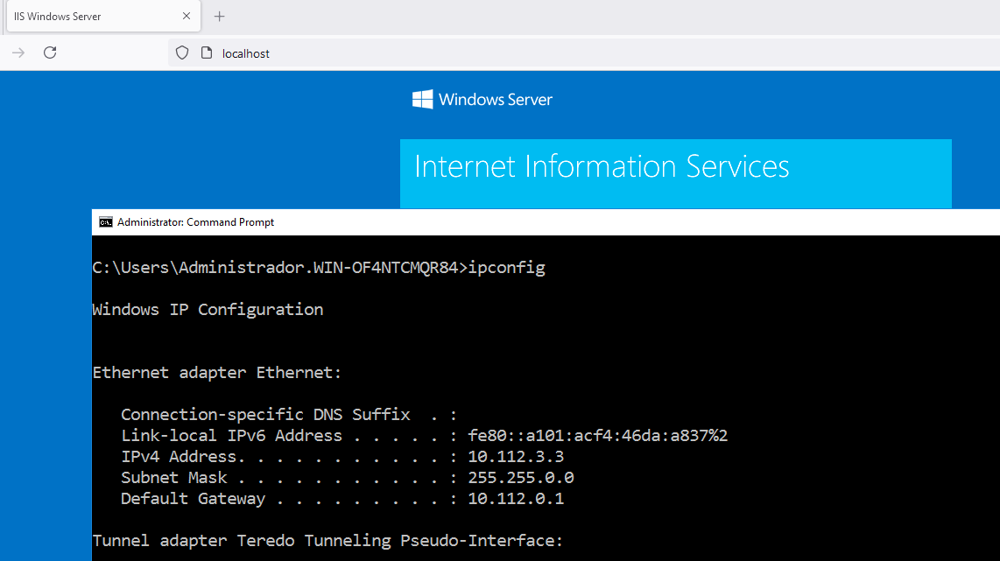 IIS Windows Server
localhost
Windows Server
Internet Information Services
Administrator: Command Prompt
C:\Users\Administrador.WIN-OF4NTCMQR84>ipconfig
Windows IP Configuration
Ethernet adapter Ethernet:
Connection-specific DNS Suffix  . :
Link-local IPv6 Address . . . . . : fe80::a101:acf4:46da:a837%2
IPv4 Address. . . . . . . . . . . : 10.112.3.3
Subnet Mask . . . . . . . . . . . : 255.255.0.0
Default Gateway . . . . . . . . . : 10.112.0.1
Tunnel adapter Teredo Tunneling Pseudo-Interface: